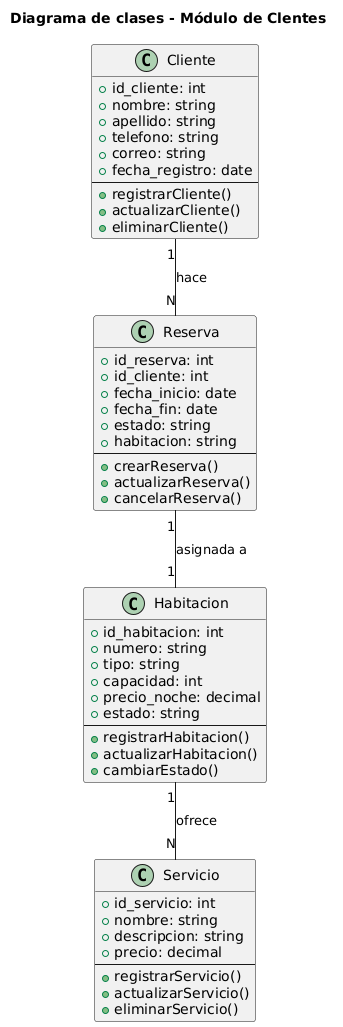 Diagrama de clases - Módulo de Clentes
C Cliente
id_cliente: int
nombre: string
apellido: string
telefono: string
correo: string
fecha_registro: date
registrarCliente()
actualizarCliente()
eliminarCliente()
1
hace
N
C Reserva
id_reserva: int
id_cliente: int
fecha_inicio: date
fecha_fin: date
estado: string
habitacion: string
crearReserva()
actualizarReserva()
cancelarReserva()
1
asignada a
1
C Habitacion
id_habitacion: int
numero: string
tipo: string
capacidad: int
precio_noche: decimal
estado: string
registrarHabitacion()
actualizarHabitacion()
cambiarEstado()
1
ofrece
N
C Servicio
id_servicio: int
nombre: string
descripcion: string
precio: decimal
registrarServicio()
actualizarServicio()
eliminarServicio()